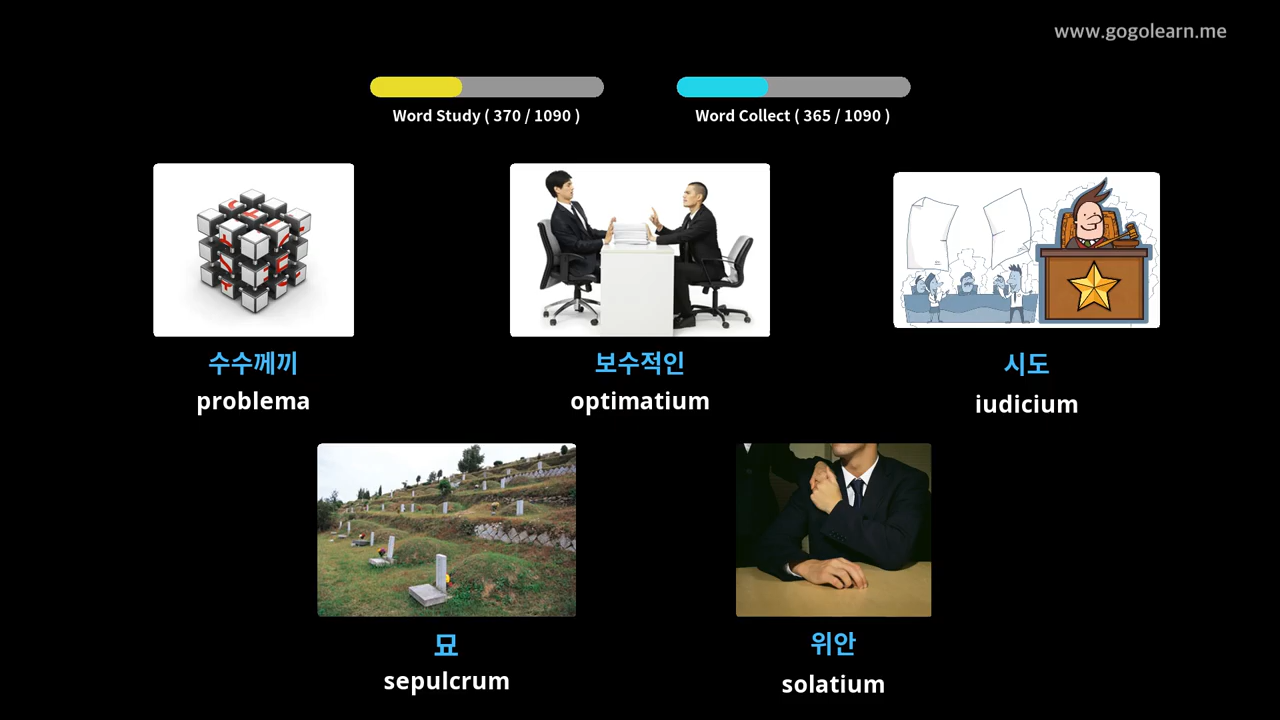 www.gogolearn.me
Word Study ( 370 / 1090 )
Word Collect ( 365 / 1090 )
수수께끼
problema
보수적인
optimatium
시도
iudicium
묘
sepulcrum
위안
solatium